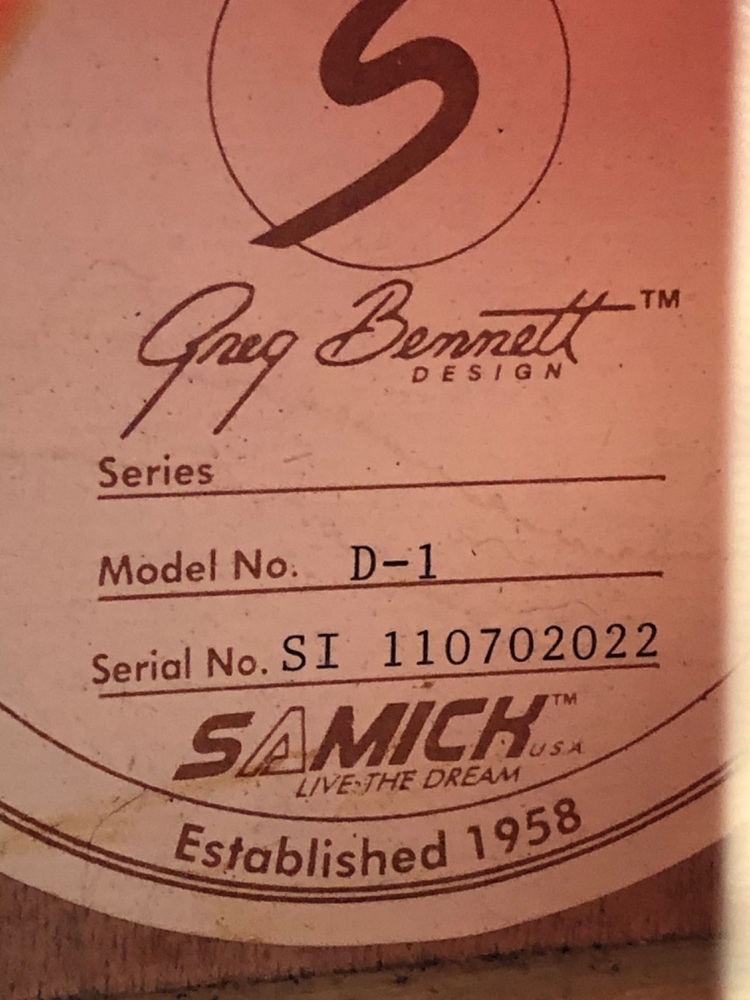 S
Greg Bennett™
DESIGN
Series
Model No. D-1
Serial No. SI 110702022
SAMICK™ USA
LIVE THE DREAM
Established 1958